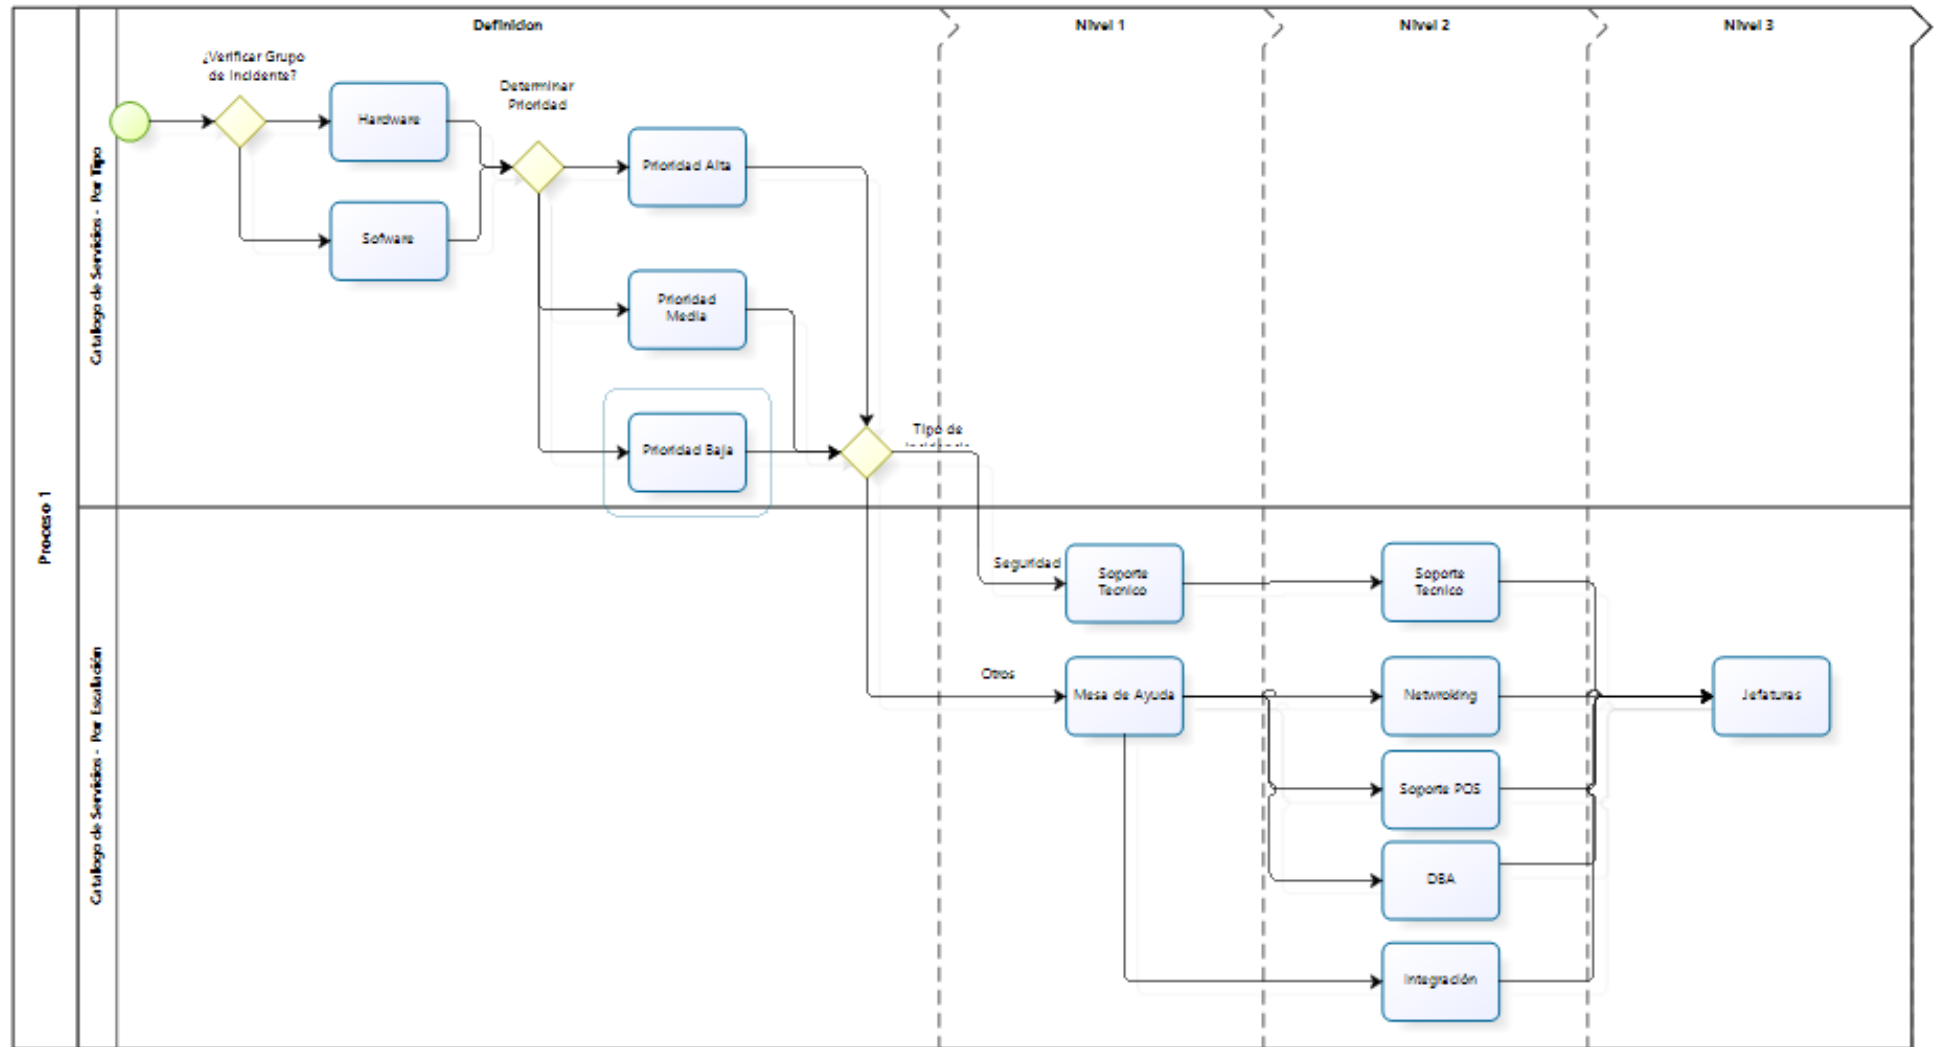 Definicion
Nivel 1
Nivel 2
Nivel 3
Proceso 1
Catalogo de Servicios - Por Tipo
¿Verificar Grupo
de Incidente?
Hardware
Sofware
Determinar
Prioridad
Prioridad Alta
Prioridad
Media
Prioridad Baja
Tipo de
Catalogo de Servicios - Por Escalación
Seguridad
Soporte
Tecnico
Soporte
Tecnico
Otros
Mesa de Ayuda
Netwroking
Jefaturas
Soporte POS
DBA
Integración